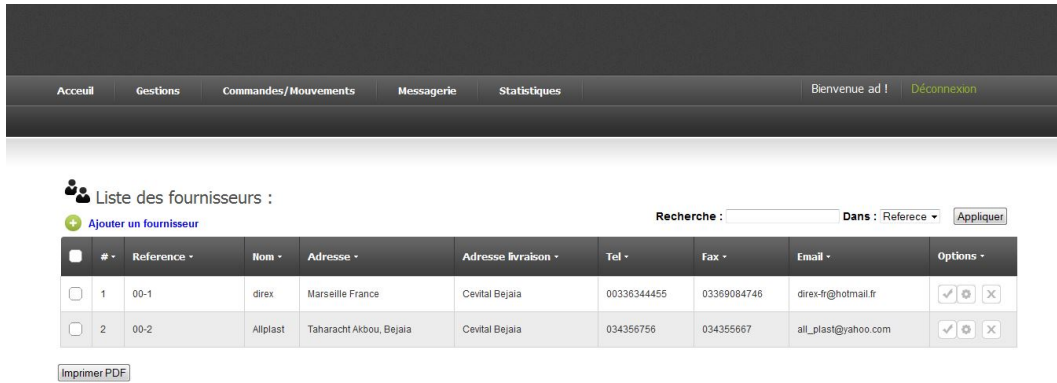 Acceuil Gestions Commandes/Mouvements Messagerie Statistiques Bienvenue ad ! Déconnexion
Liste des fournisseurs :
Ajouter un fournisseur Recherche : Dans : Referece Appliquer
# Reference Nom Adresse Adresse livraison Tel Fax Email Options
1 00-1 direx Marseille France Cevital Bejaia 00336344455 03369084746 direx-fr@hotmail.fr
2 00-2 Allplast Taharacht Akbou, Bejaia Cevital Bejaia 034356756 034355667 all_plast@yahoo.com
Imprimer PDF